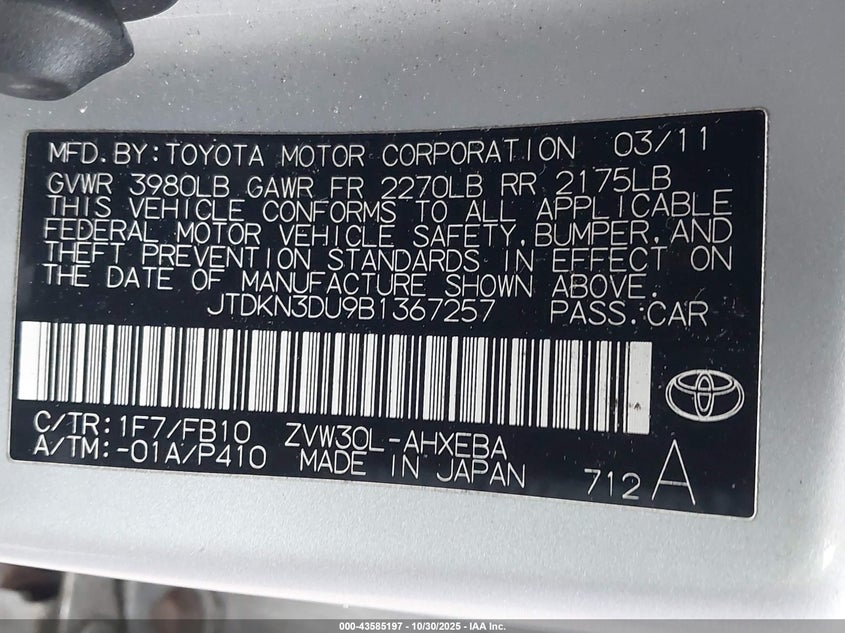 MFD.BY:TOYOTA MOTOR CORPORATION 03/11
GVWR 3980LB GAWR FR 2270LB RR 2175LB
THIS VEHICLE CONFORMS TO ALL APPLICABLE
FEDERAL MOTOR VEHICLE SAFETY,BUMPER,AND
THEFT PREVENTION STANDARDS IN EFFECT ON
THE DATE OF MANUFACTURE SHOWN ABOVE.
JTDKN3DU9B1367257 PASS.CAR
C/TR:1F7/FB10 ZVW30L-AHXEBA
A/TM:-01A/P410 MADE IN JAPAN
712 A
000-43585197 - 10/30/2025 - IAA Inc.